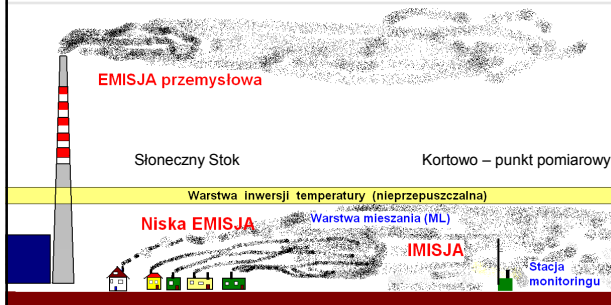 EMISJA przemysłowa
Słoneczny Stok
Kortowo – punkt pomiarowy
Warstwa inwersji temperatury (nieprzepuszczalna)
Niska EMISJA
Warstwa mieszania (ML)
IMISJA
Stacja
monitoringu